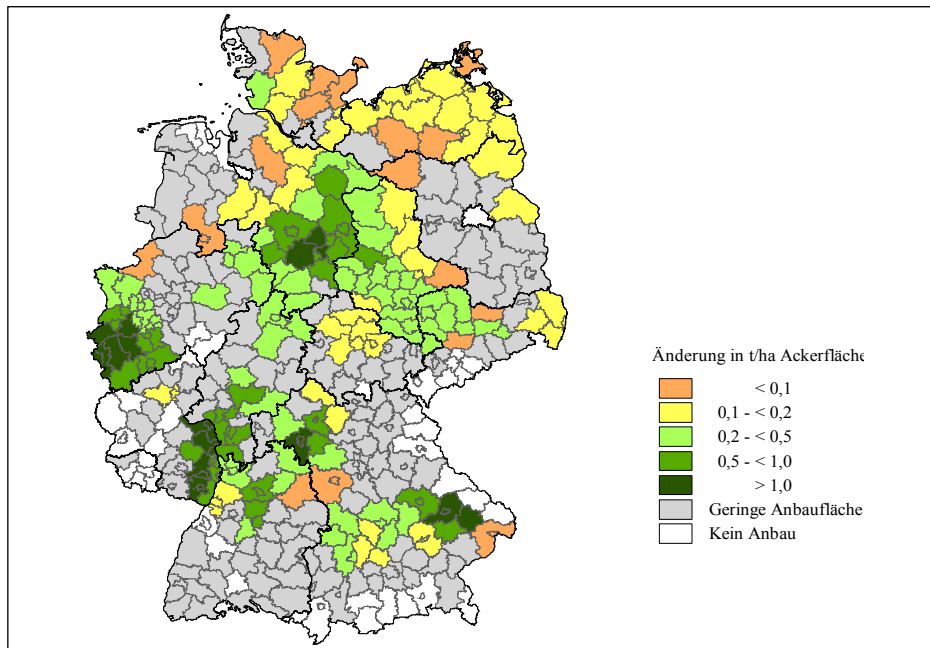 Änderung in t/ha Ackerfläche
< 0,1
0,1 - < 0,2
0,2 - < 0,5
0,5 - < 1,0
> 1,0
Geringe Anbaufläche
Kein Anbau